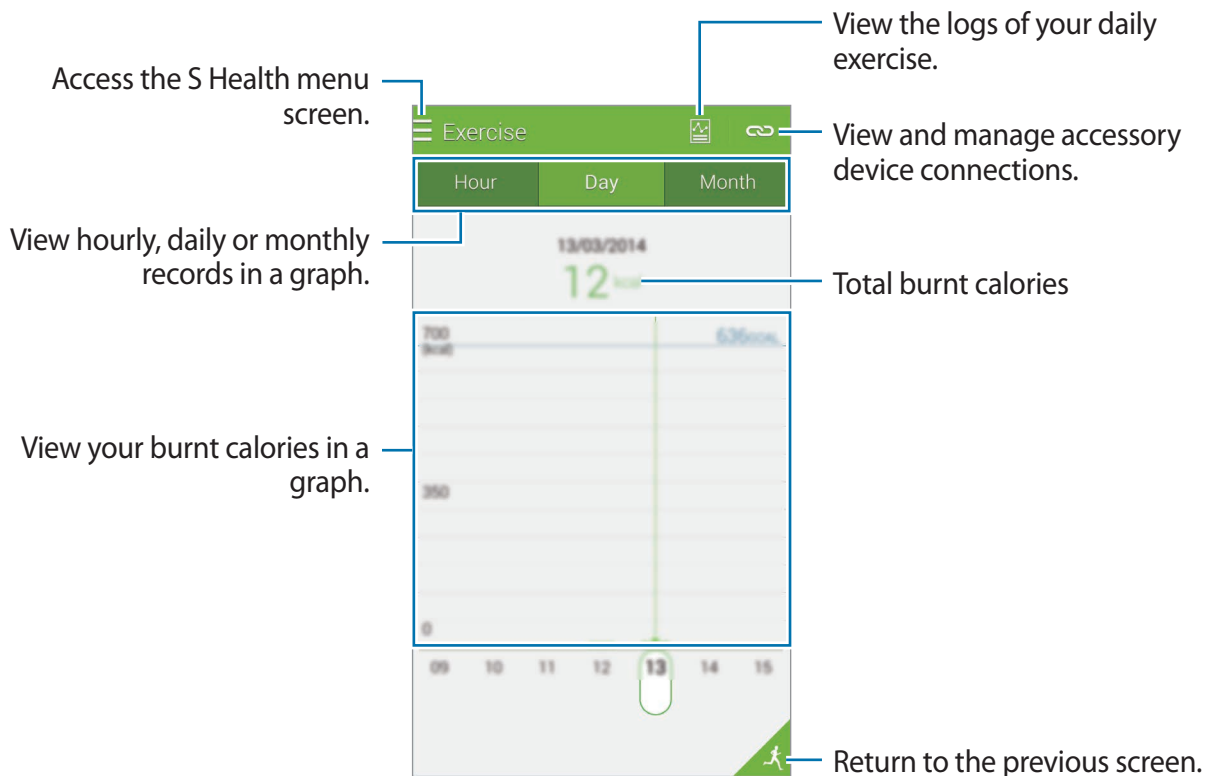 View the logs of your daily
exercise.
Access the S Health menu
screen.
Exercise
View and manage accessory
device connections.
Hour Day Month
View hourly, daily or monthly
records in a graph.
13/03/2014
12 kcal
Total burnt calories
700
(kcal)
636 GOAL
View your burnt calories in a
graph.
350
0
09 10 11 12 13 14 15
Return to the previous screen.